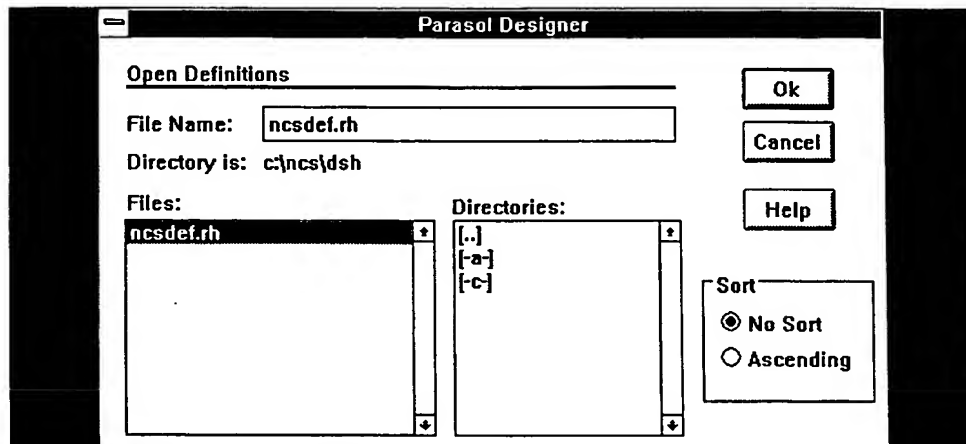 Parasol Designer
Open Definitions
File Name: ncsdef.rh
Directory is: c:\ncs\dsh
Files:
ncsdef.rh
Directories:
[..]
[-a-]
[-c-]
Ok
Cancel
Help
Sort
No Sort
Ascending